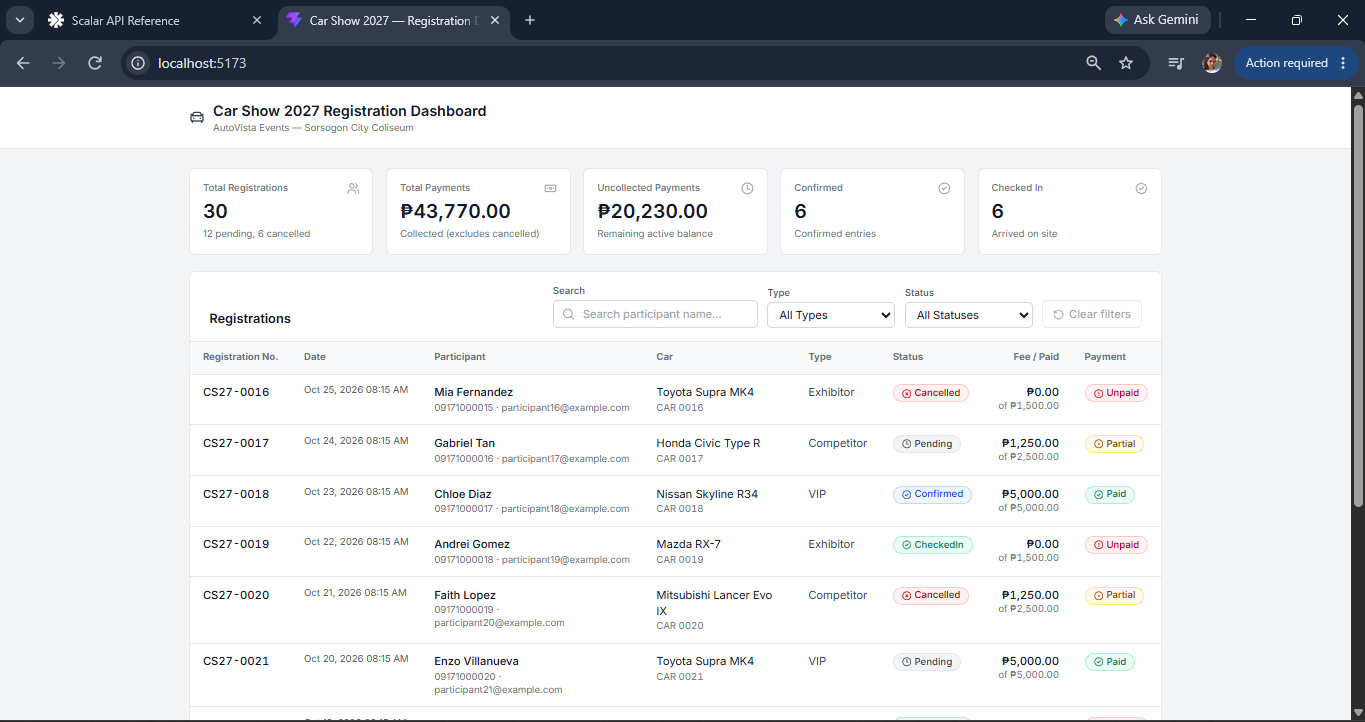 Scalar API Reference
Car Show 2027 — Registration
Ask Gemini
localhost:5173
Action required
Car Show 2027 Registration Dashboard
AutoVista Events — Sorsogon City Coliseum
Total Registrations
30
12 pending, 6 cancelled
Total Payments
₱43,770.00
Collected (excludes cancelled)
Uncollected Payments
₱20,230.00
Remaining active balance
Confirmed
6
Confirmed entries
Checked In
6
Arrived on site
Registrations
Search
Search participant name...
Type
All Types
Status
All Statuses
Clear filters
Registration No. Date Participant Car Type Status Fee / Paid Payment
CS27-0016 Oct 25, 2026 08:15 AM Mia Fernandez Toyota Supra MK4 Exhibitor Cancelled ₱0.00 Unpaid
09171000015 · participant16@example.com CAR 0016 of ₱1,500.00
CS27-0017 Oct 24, 2026 08:15 AM Gabriel Tan Honda Civic Type R Competitor Pending ₱1,250.00 Partial
09171000016 · participant17@example.com CAR 0017 of ₱2,500.00
CS27-0018 Oct 23, 2026 08:15 AM Chloe Diaz Nissan Skyline R34 VIP Confirmed ₱5,000.00 Paid
09171000017 · participant18@example.com CAR 0018 of ₱5,000.00
CS27-0019 Oct 22, 2026 08:15 AM Andrei Gomez Mazda RX-7 Exhibitor CheckedIn ₱0.00 Unpaid
09171000018 · participant19@example.com CAR 0019 of ₱1,500.00
CS27-0020 Oct 21, 2026 08:15 AM Faith Lopez Mitsubishi Lancer Evo Competitor Cancelled ₱1,250.00 Partial
09171000019 · IX of ₱2,500.00
participant20@example.com CAR 0020
CS27-0021 Oct 20, 2026 08:15 AM Enzo Villanueva Toyota Supra MK4 VIP Pending ₱5,000.00 Paid
09171000020 · CAR 0021 of ₱5,000.00
participant21@example.com